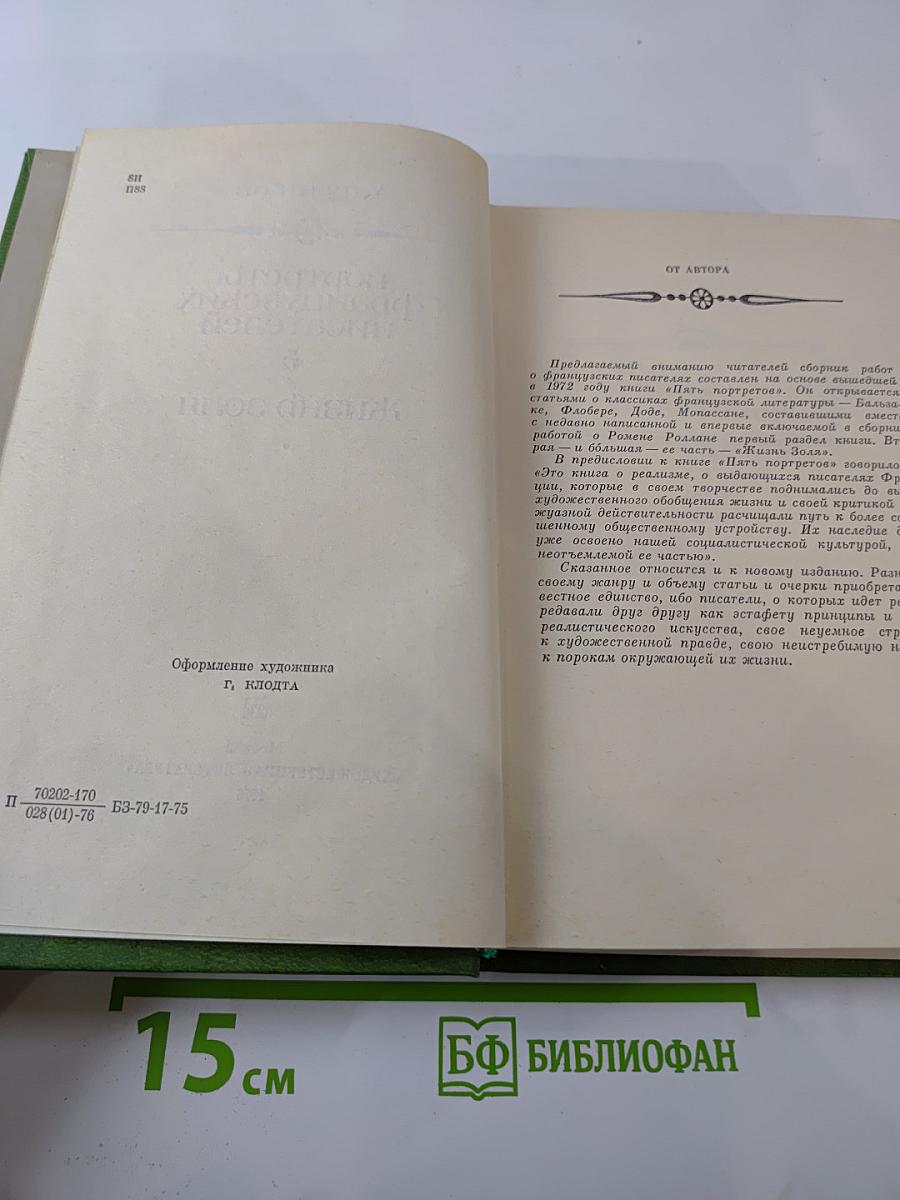 8И
П88
Оформление художника
Г. КЛОДТА
П 70202-170
028(01)-76 БЗ-79-17-75
ОТ АВТОРА
Предлагаемый вниманию читателей сборник работ
о французских писателях составлен на основе вышедшей
в 1972 году книги «Пять портретов». Он открывается
статьями о классиках французской литературы — Бальза-
ке, Флобере, Доде, Мопассане, составившими вмест
с недавно написанной и впервые включаемой в сборни
работой о Ромене Роллане первый раздел книги. Вт
рая — и бо́льшая — ее часть — «Жизнь Золя».
В предисловии к книге «Пять портретов» говорило
«Это книга о реализме, о выдающихся писателях Фр
ции, которые в своем творчестве поднимались до вы
художественного обобщения жизни и своей критикой
жуазной действительности расчищали путь к более со
шенному общественному устройству. Их наследие д
уже освоено нашей социалистической культурой,
неотъемлемой ее частью».
Сказанное относится и к новому изданию. Разн
своему жанру и объему статьи и очерки приобрета
вестное единство, ибо писатели, о которых идет ре
редавали друг другу как эстафету принципы и
реалистического искусства, свое неуемное стр
к художественной правде, свою неистребимую н
к порокам окружающей их жизни.
15 см
БФ БИБЛИОФАН